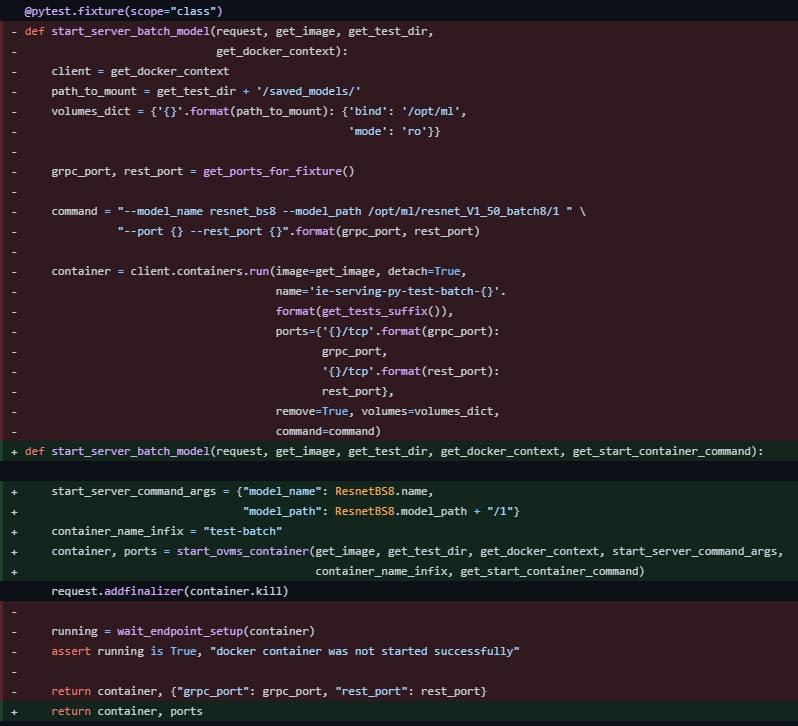 @pytest.fixture(scope="class")
- def start_server_batch_model(request, get_image, get_test_dir,
-                              get_docker_context):
-     client = get_docker_context
-     path_to_mount = get_test_dir + '/saved_models/'
-     volumes_dict = {'{}'.format(path_to_mount): {'bind': '/opt/ml',
-                                                  'mode': 'ro'}}
-
-     grpc_port, rest_port = get_ports_for_fixture()
-
-     command = "--model_name resnet_bs8 --model_path /opt/ml/resnet_V1_50_batch8/1 " \
-               "--port {} --rest_port {}".format(grpc_port, rest_port)
-
-     container = client.containers.run(image=get_image, detach=True,
-                                       name='ie-serving-py-test-batch-{}'.
-                                       format(get_tests_suffix()),
-                                       ports={'{}/tcp'.format(grpc_port):
-                                              grpc_port,
-                                              '{}/tcp'.format(rest_port):
-                                              rest_port},
-                                       remove=True, volumes=volumes_dict,
-                                       command=command)
+ def start_server_batch_model(request, get_image, get_test_dir, get_docker_context, get_start_container_command):
+     start_server_command_args = {"model_name": ResnetBS8.name,
+                                  "model_path": ResnetBS8.model_path + "/1"}
+     container_name_infix = "test-batch"
+     container, ports = start_ovms_container(get_image, get_test_dir, get_docker_context, start_server_command_args,
+                                             container_name_infix, get_start_container_command)
      request.addfinalizer(container.kill)
-
-     running = wait_endpoint_setup(container)
-     assert running is True, "docker container was not started successfully"
-
-     return container, {"grpc_port": grpc_port, "rest_port": rest_port}
+     return container, ports